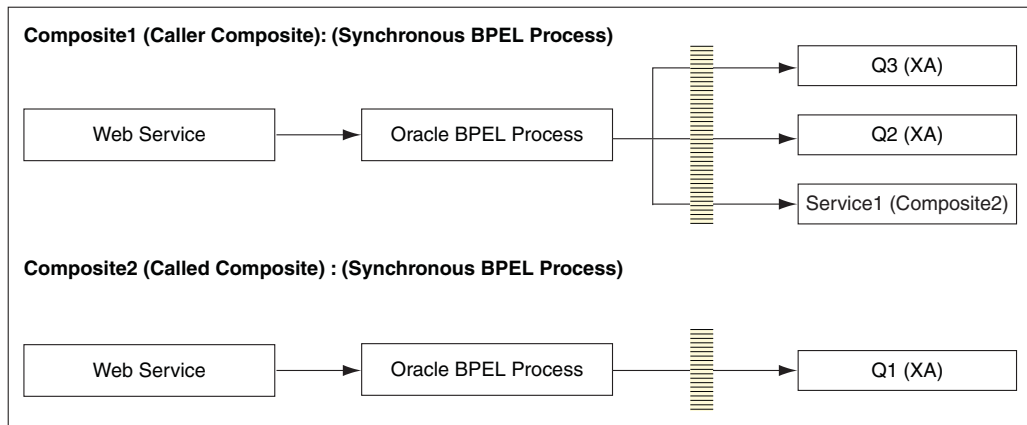 Composite1 (Caller Composite): (Synchronous BPEL Process)
Q3 (XA)
Web Service
Oracle BPEL Process
Q2 (XA)
Service1 (Composite2)
Composite2 (Called Composite) : (Synchronous BPEL Process)
Web Service
Oracle BPEL Process
Q1 (XA)